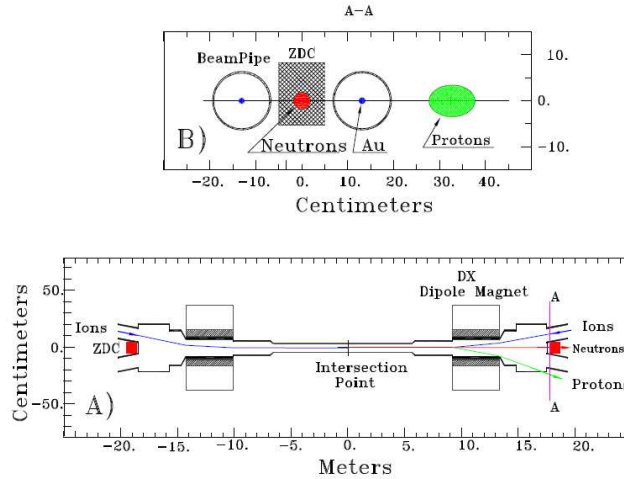 A-A
BeamPipe
ZDC
10.
0.
-10.
B)
Neutrons
Au
Protons
-20. -10. 0. 10. 20. 30. 40.
Centimeters
Centimeters
50.
0.
-50.
DX
Dipole Magnet
A
Ions
Ions
ZDC
Neutrons
Intersection
Point
Protons
A)
A
-20. -15. -10. -5. 0. 5. 10. 15.
Meters